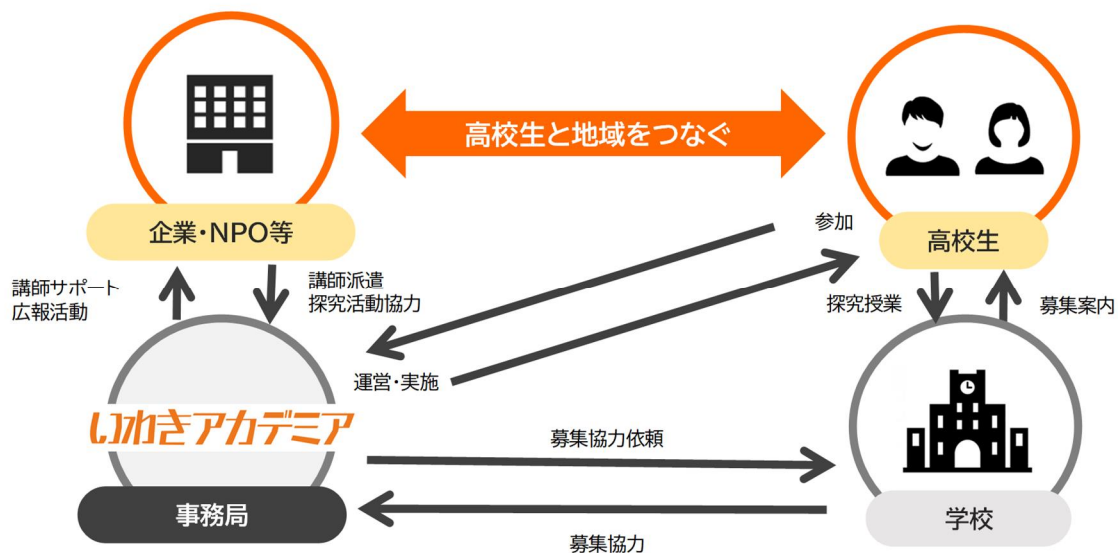 高校生と地域をつなぐ
企業・NPO等
高校生
参加
講師サポート
広報活動
講師派遣
探究活動協力
探究授業
募集案内
運営・実施
いわきアカデミア
募集協力依頼
事務局
学校
募集協力